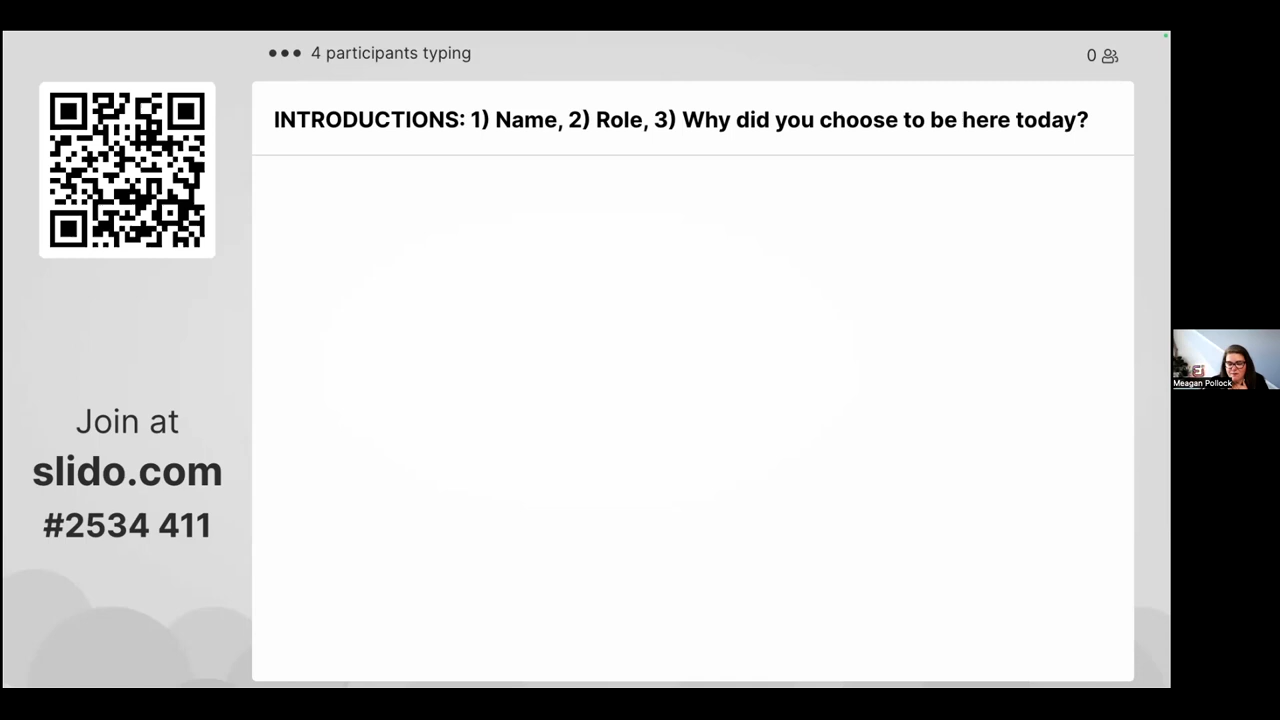 4 participants typing
0
INTRODUCTIONS: 1) Name, 2) Role, 3) Why did you choose to be here today?
Join at
slido.com
#2534 411
Meagan Pollock